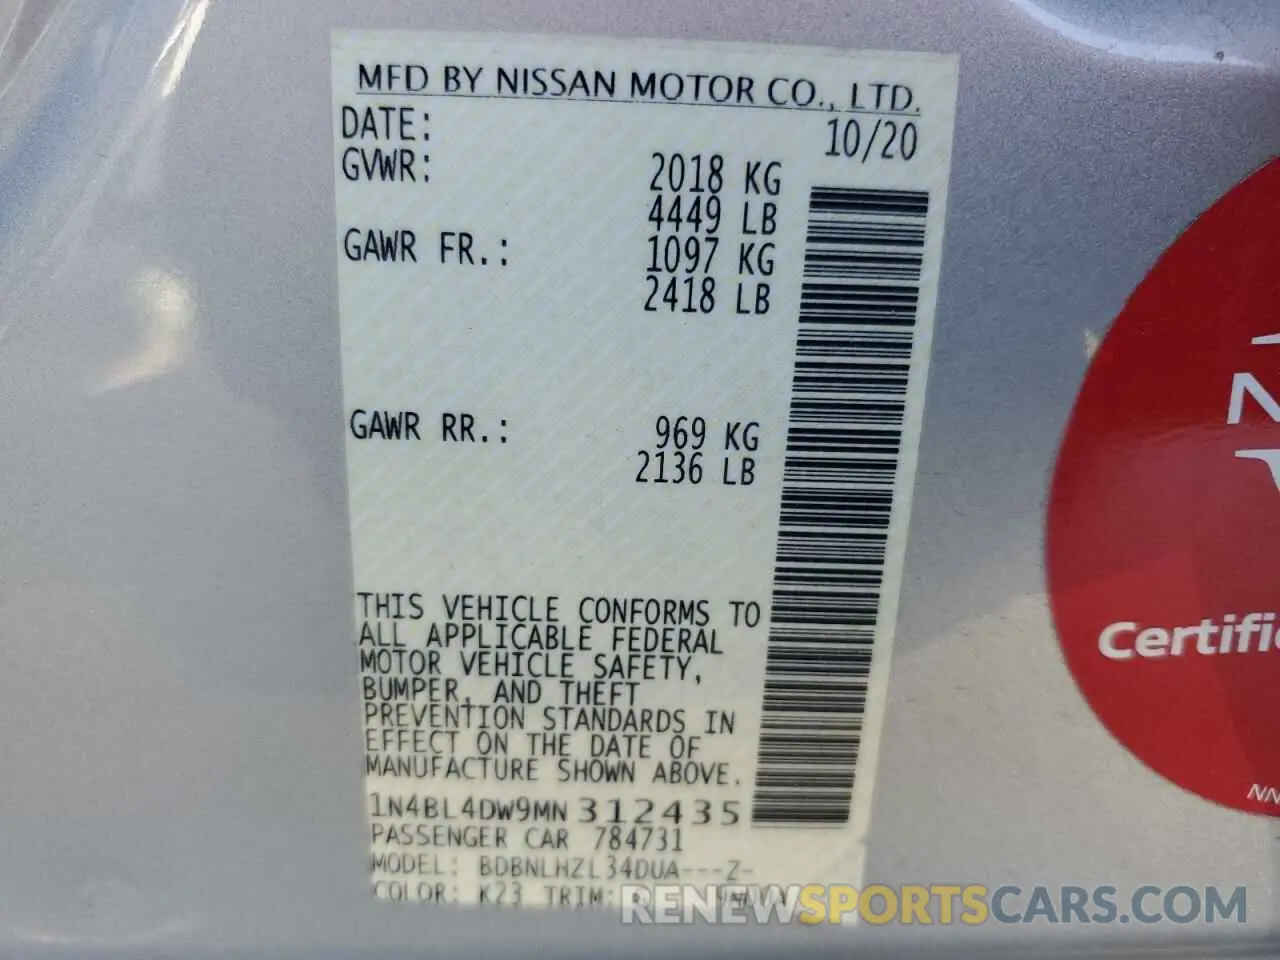 MFD BY NISSAN MOTOR CO., LTD.
DATE: 10/20
GVWR: 2018 KG
4449 LB
GAWR FR.: 1097 KG
2418 LB
GAWR RR.: 969 KG
2136 LB
THIS VEHICLE CONFORMS TO
ALL APPLICABLE FEDERAL
MOTOR VEHICLE SAFETY,
BUMPER, AND THEFT
PREVENTION STANDARDS IN
EFFECT ON THE DATE OF
MANUFACTURE SHOWN ABOVE.
1N4BL4DW9MN312435
PASSENGER CAR 784731
MODEL: BDBNLHZL34DUA---Z-
COLOR: K23 TRIM:
RENEWSPORTSCARS.COM